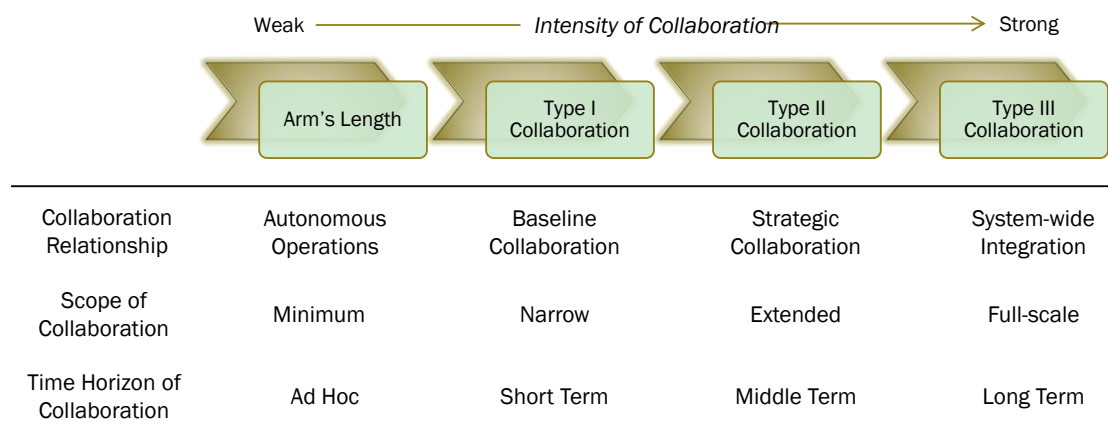 Weak Intensity of Collaboration Strong
Arm's Length
Type I
Collaboration
Type II
Collaboration
Type III
Collaboration
Collaboration
Relationship
Autonomous
Operations
Baseline
Collaboration
Strategic
Collaboration
System-wide
Integration
Scope of
Collaboration
Minimum
Narrow
Extended
Full-scale
Time Horizon of
Collaboration
Ad Hoc
Short Term
Middle Term
Long Term